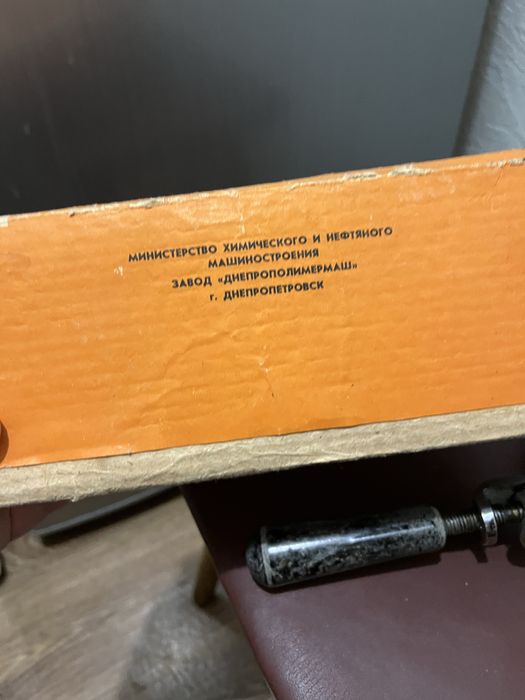 МИНИСТЕРСТВО ХИМИЧЕСКОГО И НЕФТЯНОГО
МАШИНОСТРОЕНИЯ
ЗАВОД «ДНЕПРОПОЛИМЕРМАШ»
г. ДНЕПРОПЕТРОВСК